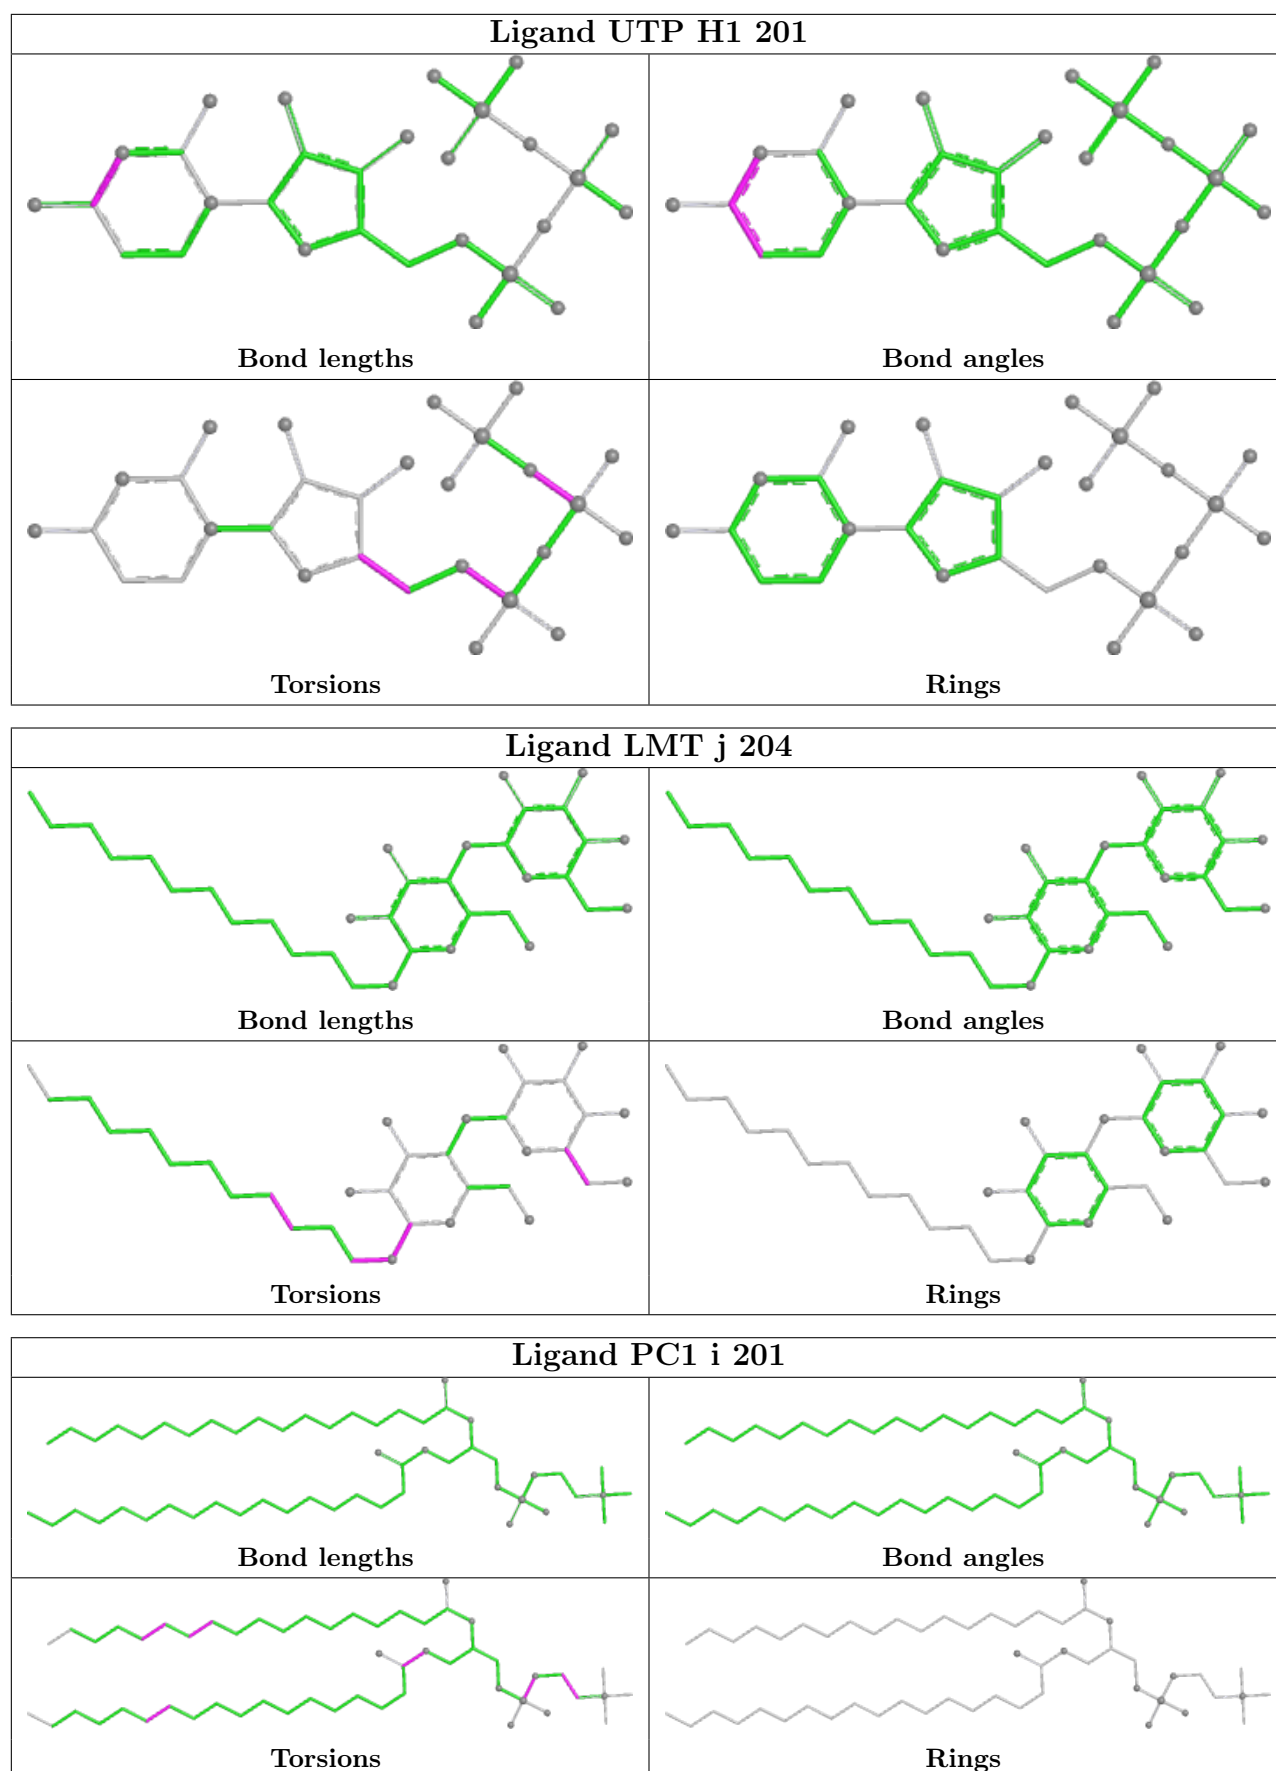 Ligand UTP H1 201
Bond lengths
Bond angles
Torsions
Rings
Ligand LMT j 204
Bond lengths
Bond angles
Torsions
Rings
Ligand PC1 i 201
Bond lengths
Bond angles
Torsions
Rings